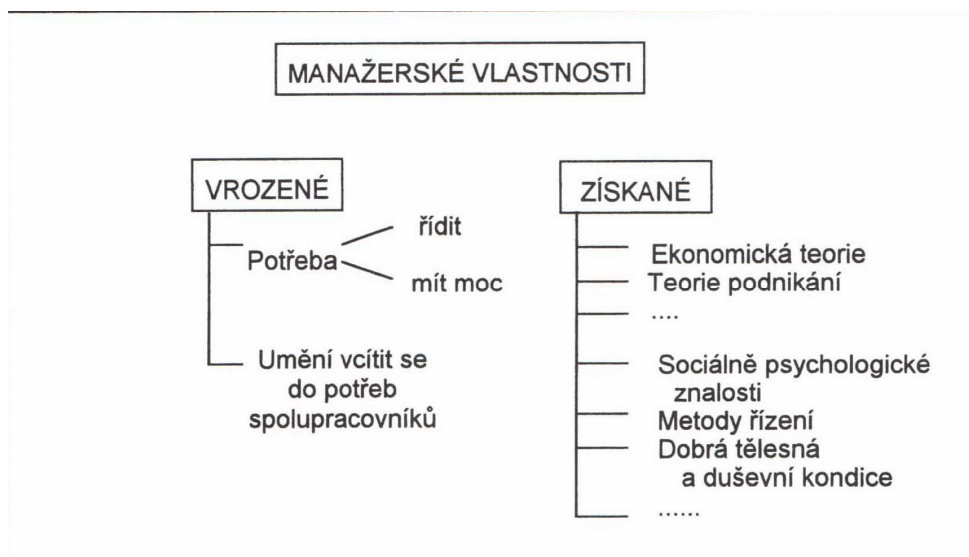 MANAŽERSKÉ VLASTNOSTI
VROZENÉ
řídit
Potřeba
mít moc
Umění vcítit se
do potřeb
spolupracovníků
ZÍSKANÉ
Ekonomická teorie
Teorie podnikání
....
Sociálně psychologické
znalosti
Metody řízení
Dobrá tělesná
a duševní kondice
......